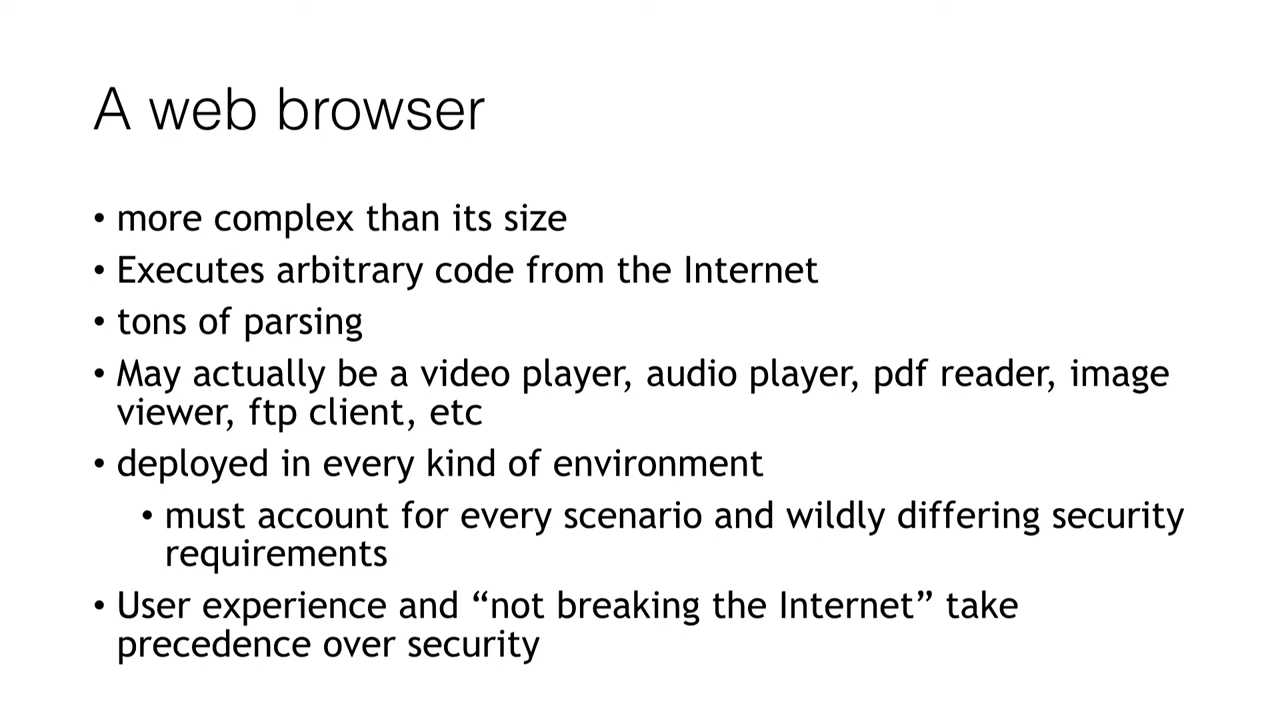 A web browser
• more complex than its size
• Executes arbitrary code from the Internet
• tons of parsing
• May actually be a video player, audio player, pdf reader, image
viewer, ftp client, etc
• deployed in every kind of environment
• must account for every scenario and wildly differing security
requirements
• User experience and “not breaking the Internet” take
precedence over security